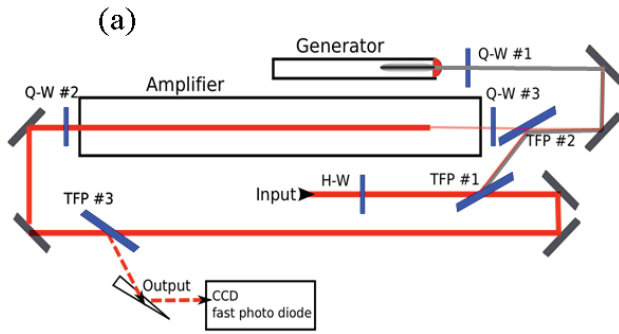 (a)
Generator
Q-W #1
Q-W #2
Amplifier
Q-W #3
TFP #2
H-W
TFP #1
Input
TFP #3
Output
CCD
fast photo diode